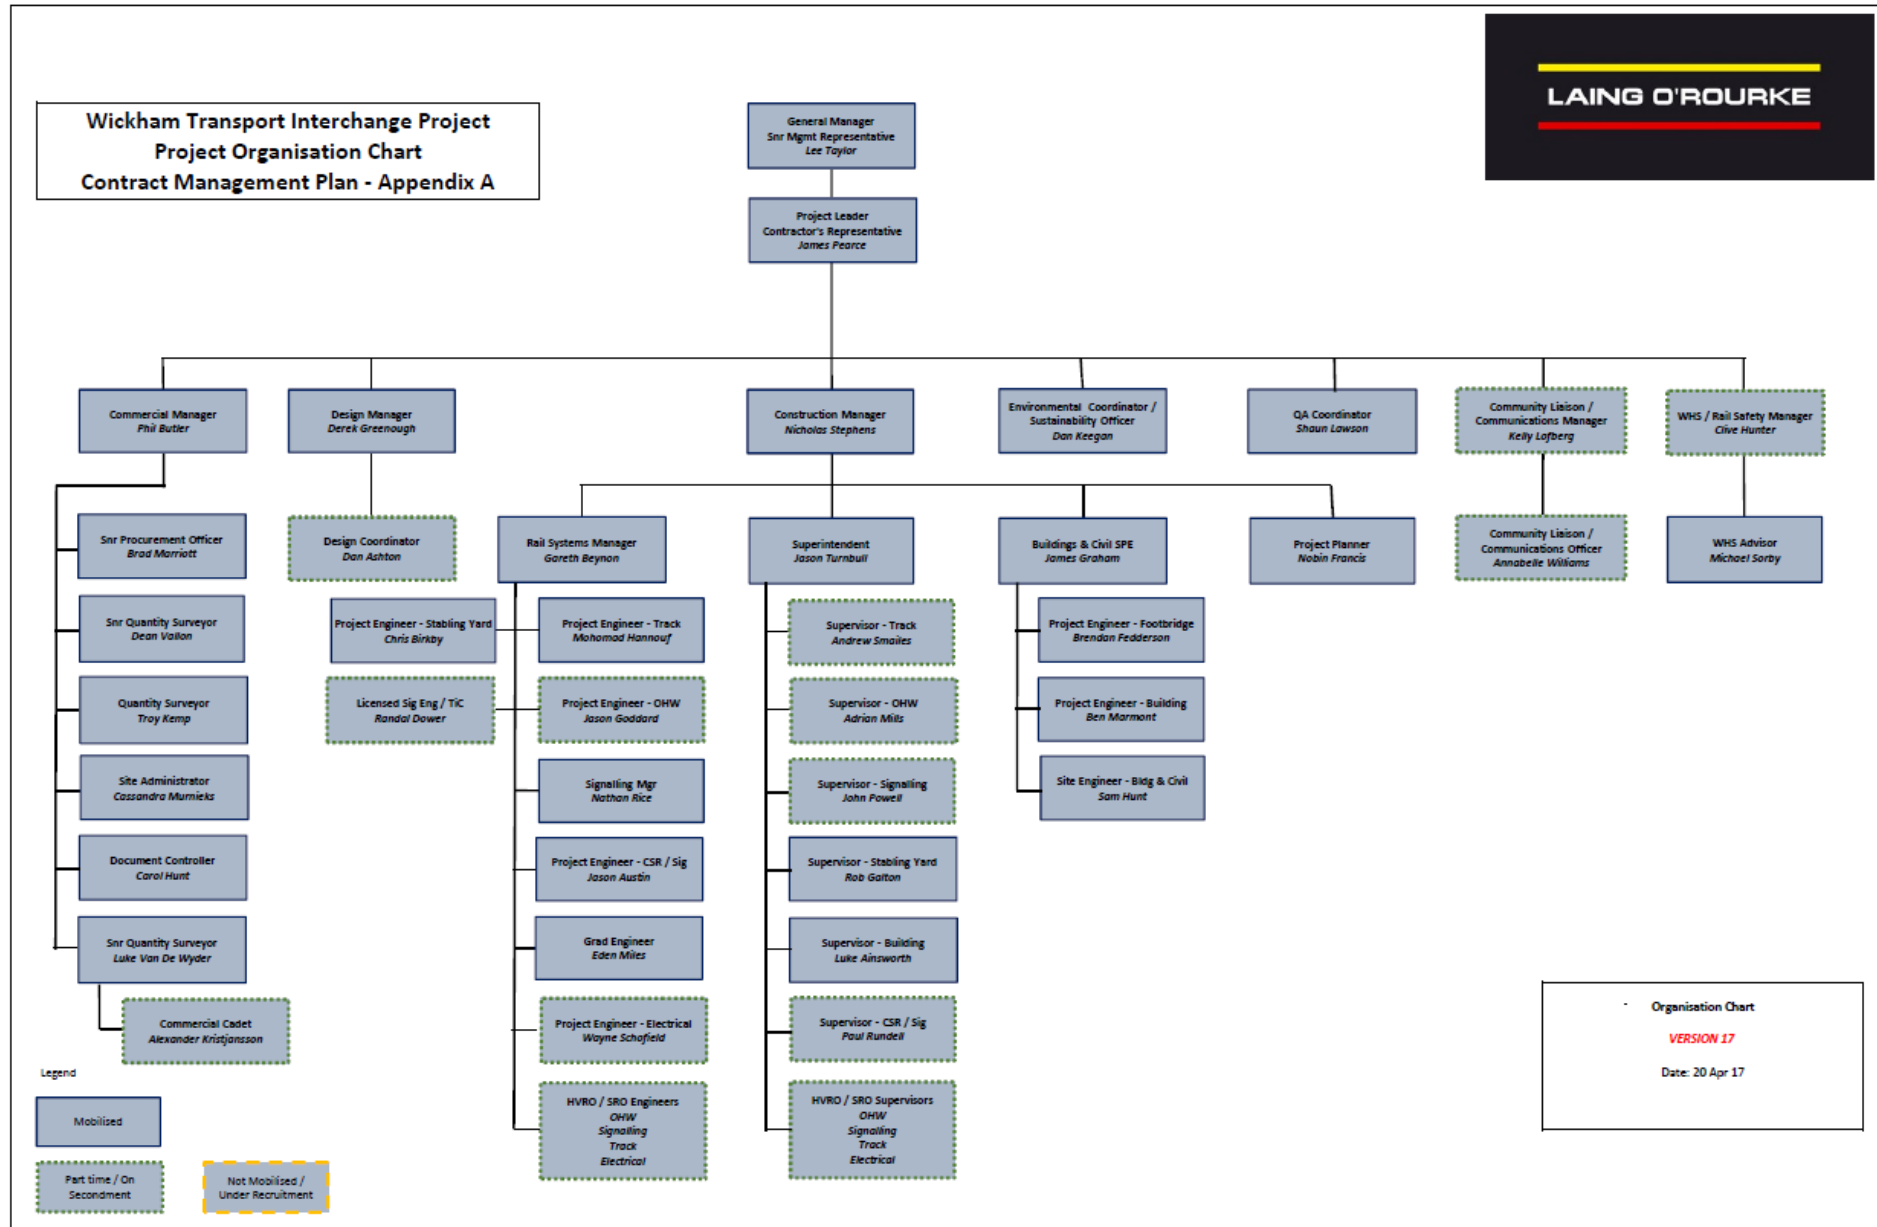 Wickham Transport Interchange Project
Project Organisation Chart
Contract Management Plan - Appendix A
LAING O'ROURKE
General Manager
Snr Mgmt Representative
Lee Taylor
Project Leader
Contractor's Representative
James Pearce
Commercial Manager
Phil Butler
Design Manager
Derek Greenough
Construction Manager
Nicholas Stephens
Environmental Coordinator /
Sustainability Officer
Dan Keegan
QA Coordinator
Shaun Lawson
Community Liaison /
Communications Manager
Kelly Lofberg
WHS / Rail Safety Manager
Clive Hunter
Snr Procurement Officer
Brad Marriott
Design Coordinator
Dan Ashton
Rail Systems Manager
Gareth Beynon
Superintendent
Jason Turnbull
Buildings & Civil SPE
James Graham
Project Planner
Nobin Francis
Community Liaison /
Communications Officer
Annabelle Williams
WHS Advisor
Michael Sorby
Snr Quantity Surveyor
Dean Vallon
Project Engineer - Stabling Yard
Chris Birkby
Project Engineer - Track
Mohomad Hannouf
Supervisor - Track
Andrew Smailes
Project Engineer - Footbridge
Brendan Fedderson
Quantity Surveyor
Troy Kemp
Licensed Sig Eng / TiC
Randal Dower
Project Engineer - OHW
Jason Goddard
Supervisor - OHW
Adrian Mills
Project Engineer - Building
Ben Marmont
Site Administrator
Cassandra Murnieks
Signalling Mgr
Nathan Rice
Supervisor - Signalling
John Powell
Site Engineer - Bldg & Civil
Sam Hunt
Document Controller
Carol Hunt
Project Engineer - CSR / Sig
Jason Austin
Supervisor - Stabling Yard
Rob Galton
Snr Quantity Surveyor
Luke Van De Wyder
Grad Engineer
Eden Miles
Supervisor - Building
Luke Ainsworth
Commercial Cadet
Alexander Kristjansson
Project Engineer - Electrical
Wayne Schofield
Supervisor - CSR / Sig
Paul Rundell
HVRO / SRO Engineers
OHW
Signalling
Track
Electrical
HVRO / SRO Supervisors
OHW
Signalling
Track
Electrical
Legend
Mobilised
Part time / On
Secondment
Not Mobilised /
Under Recruitment
- Organisation Chart
VERSION 17
Date: 20 Apr 17